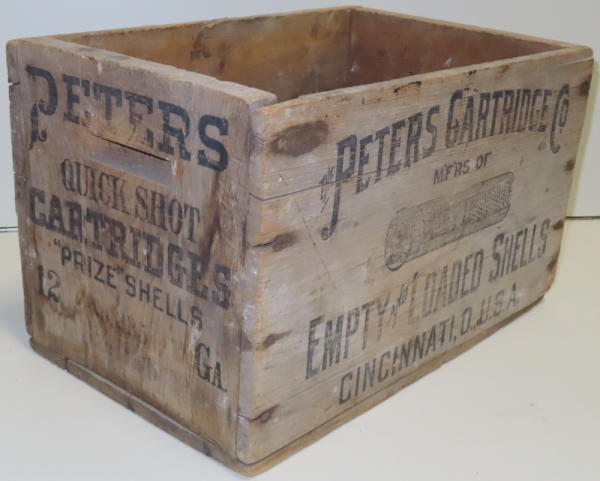 PETERS
QUICK SHOT
CARTRIDGES
"PRIZE" SHELLS
12 GA.
THE PETERS CARTRIDGE CO
MFRS OF
EMPTY AND LOADED SHELLS
CINCINNATI, O., U.S.A.